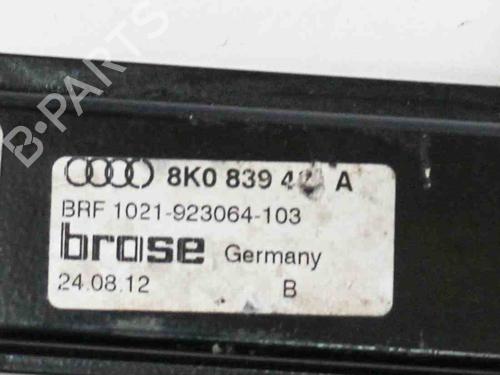 B-PARTS
8K0 839 A
BRF 1021-923064-103
brose Germany
24.08.12 B